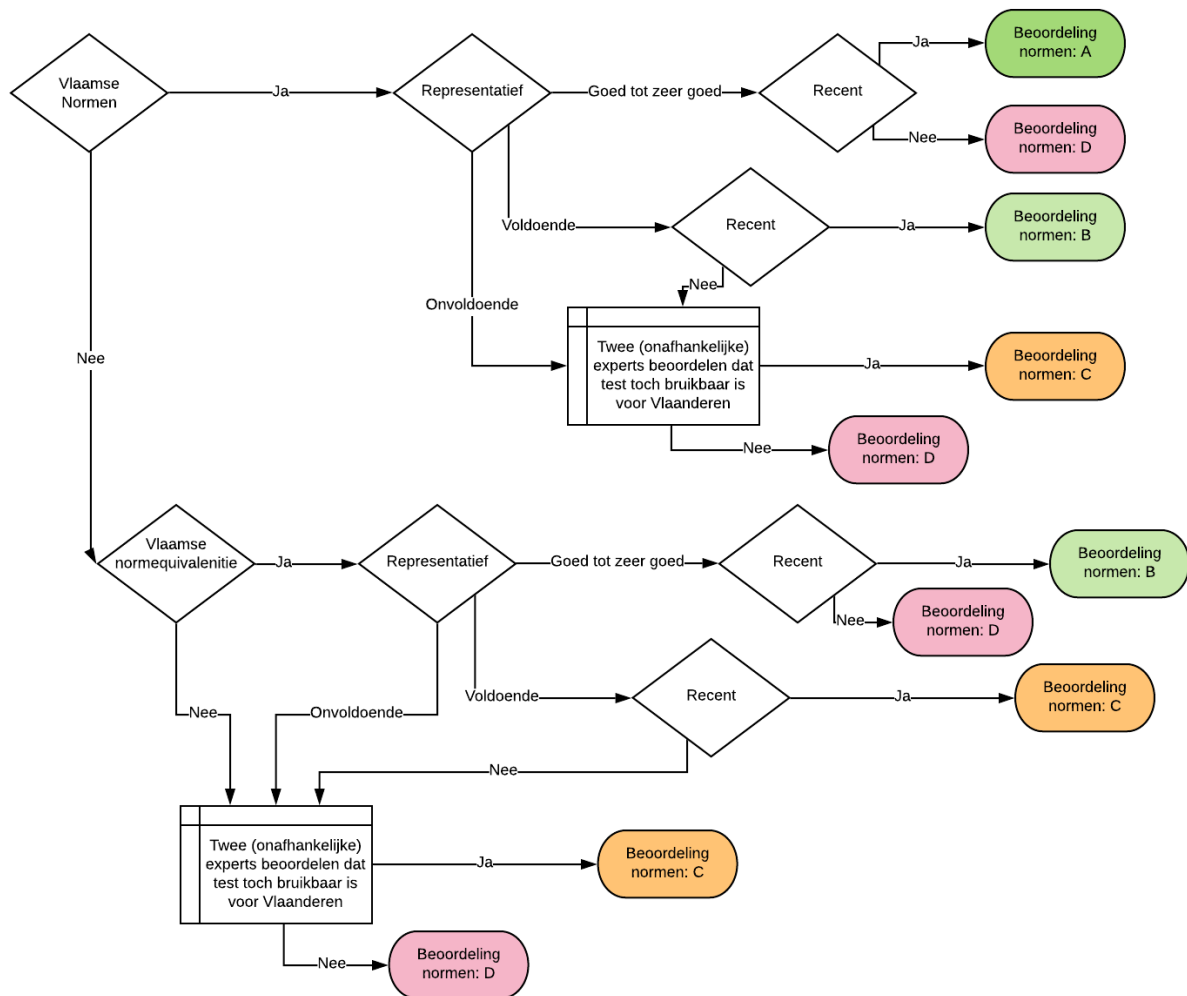 Vlaamse
Normen
Ja
Representatief
Goed tot zeer goed
Recent
Ja
Beoordeling
normen: A
Nee
Beoordeling
normen: D
Voldoende
Recent
Ja
Beoordeling
normen: B
Nee
Onvoldoende
Twee (onafhankelijke)
experts beoordelen dat
test toch bruikbaar is
voor Vlaanderen
Ja
Beoordeling
normen: C
Nee
Beoordeling
normen: D
Nee
Vlaamse
normequivalenitie
Ja
Representatief
Goed tot zeer goed
Recent
Ja
Beoordeling
normen: B
Nee
Beoordeling
normen: D
Voldoende
Recent
Ja
Beoordeling
normen: C
Nee
Onvoldoende
Nee
Twee (onafhankelijke)
experts beoordelen dat
test toch bruikbaar is
voor Vlaanderen
Ja
Beoordeling
normen: C
Nee
Beoordeling
normen: D